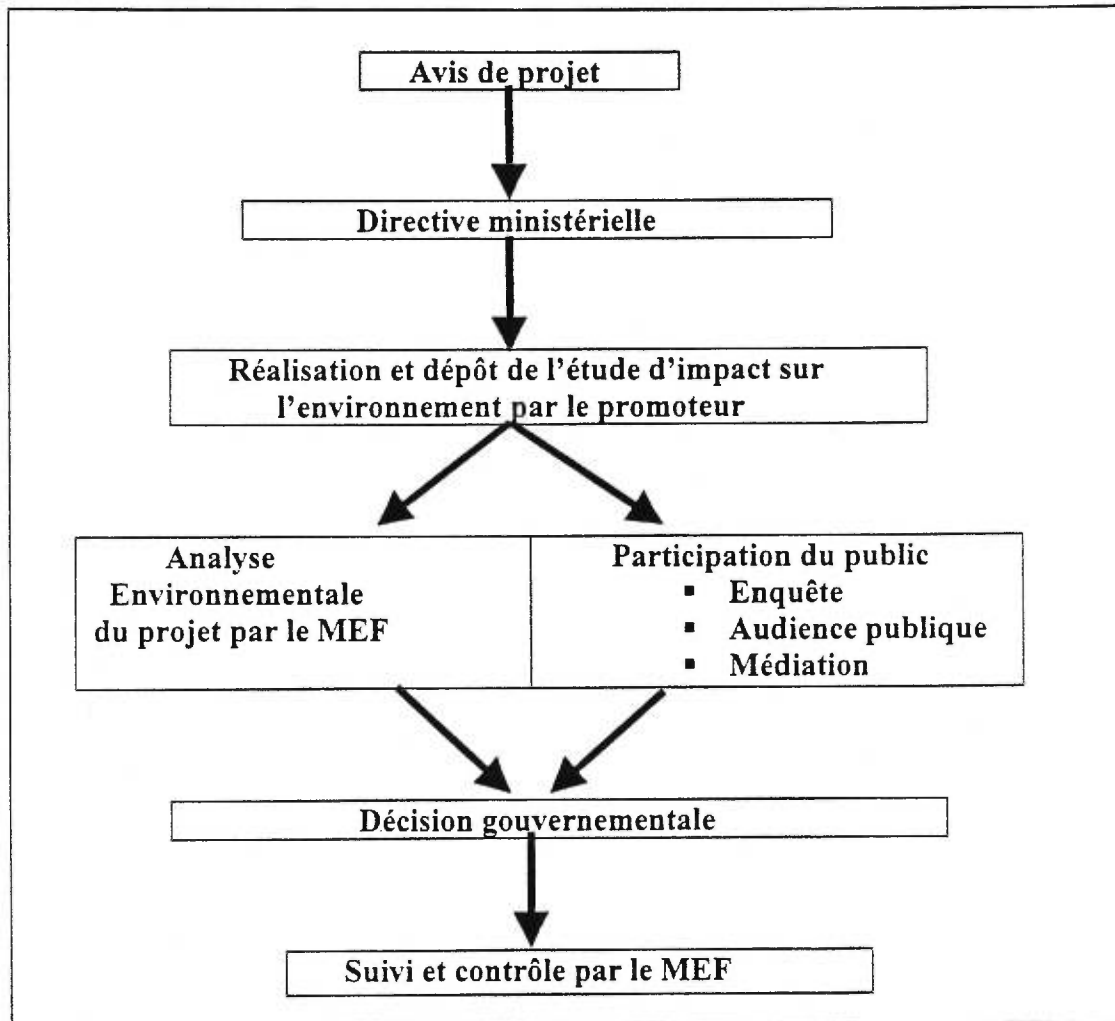 Avis de projet
Directive ministérielle
Réalisation et dépôt de l'étude d'impact sur
l'environnement par le promoteur
Analyse
Environnementale
du projet par le MEF
Participation du public
▪ Enquête
▪ Audience publique
▪ Médiation
Décision gouvernementale
Suivi et contrôle par le MEF